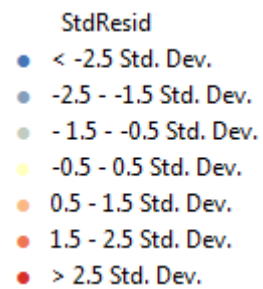 StdResid
< -2.5 Std. Dev.
-2.5 - -1.5 Std. Dev.
- 1.5 - -0.5 Std. Dev.
-0.5 - 0.5 Std. Dev.
0.5 - 1.5 Std. Dev.
1.5 - 2.5 Std. Dev.
> 2.5 Std. Dev.